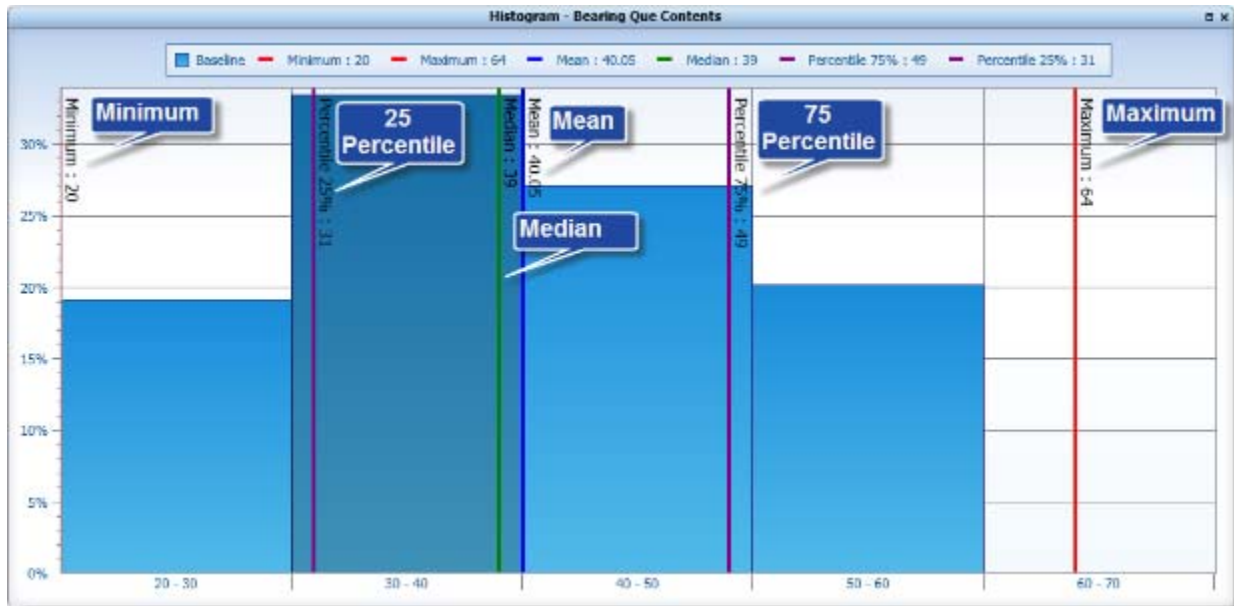 Histogram - Bearing Que Contents
Baseline
Minimum : 20
Maximum : 64
Mean : 40.05
Median : 39
Percentile 75% : 49
Percentile 25% : 31
Minimum : 20
Minimum
Percentile 25% : 31
25
Percentile
Median : 39
Median
Mean : 40.05
Mean
Percentile 75% : 49
75
Percentile
Maximum : 64
Maximum
30%
25%
20%
15%
10%
5%
0%
20 - 30
30 - 40
40 - 50
50 - 60
60 - 70